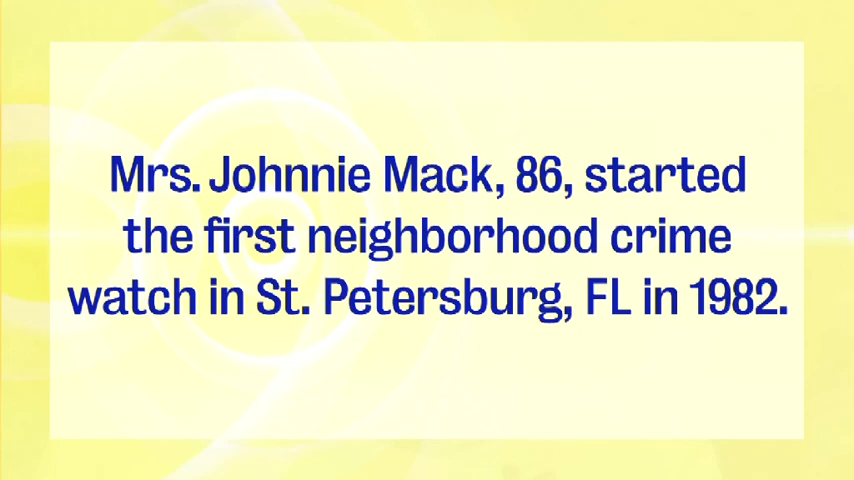 Mrs. Johnnie Mack, 86, started
the first neighborhood crime
watch in St. Petersburg, FL in 1982.